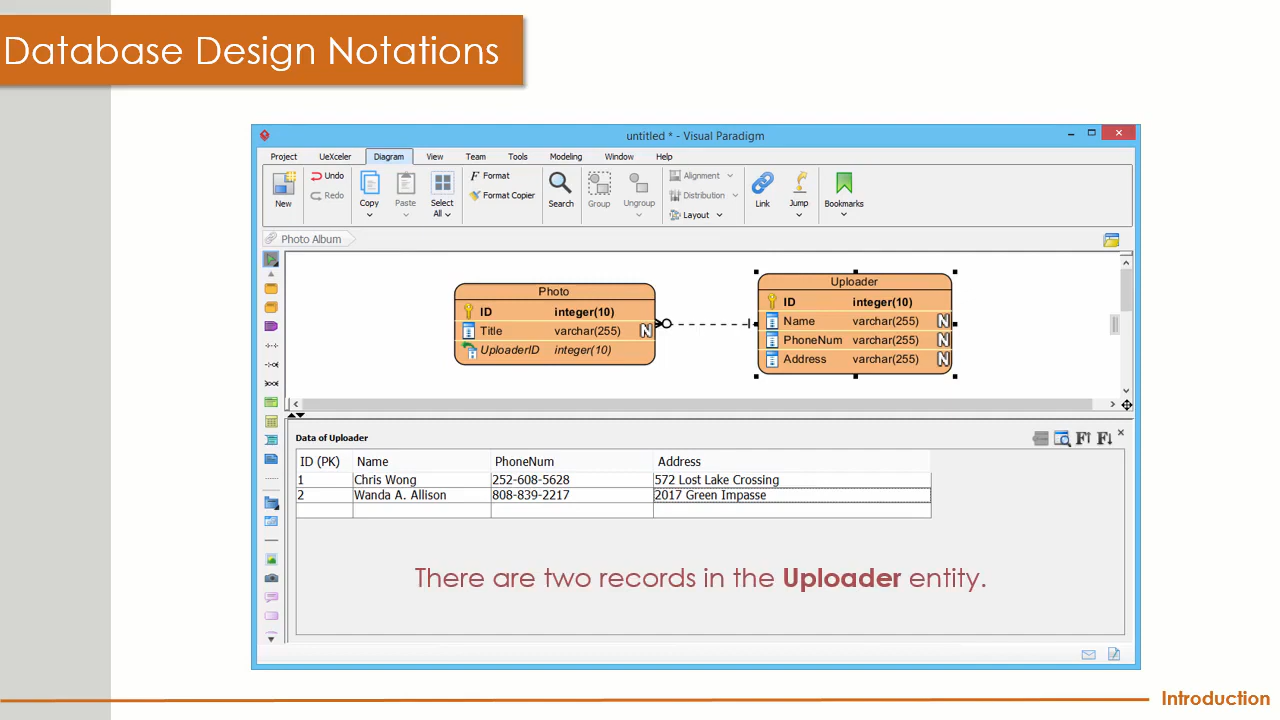 Database Design Notations
untitled * - Visual Paradigm
Project UeXceler Diagram View Team Tools Modeling Window Help
New Undo Redo Copy Paste Select All Format Format Copier Search Group Ungroup Alignment Distribution Layout Link Jump Bookmarks
Photo Album
Photo
ID integer(10)
Title varchar(255) N
UploaderID integer(10)
Uploader
ID integer(10)
Name varchar(255) N
PhoneNum varchar(255) N
Address varchar(255) N
Data of Uploader
ID (PK) Name PhoneNum Address
1 Chris Wong 252-608-5628 572 Lost Lake Crossing
2 Wanda A. Allison 808-839-2217 2017 Green Impasse
There are two records in the Uploader entity.
Introduction